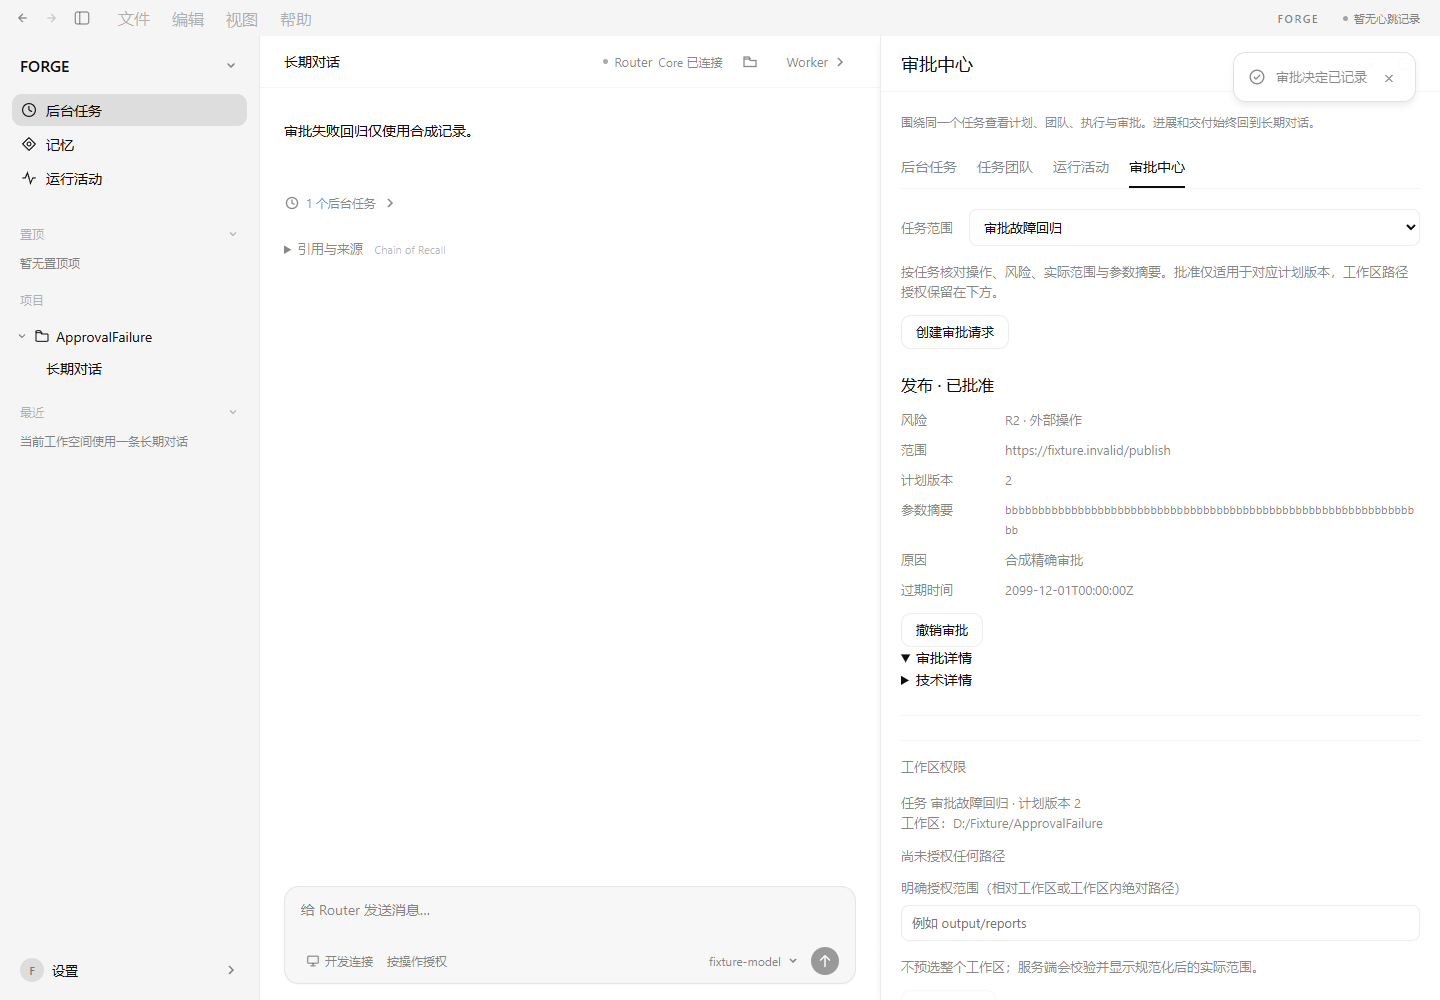 文件 编辑 视图 帮助
FORGE 暂无心跳记录
FORGE
后台任务
记忆
运行活动
置顶
暂无置顶项
项目
ApprovalFailure
长期对话
最近
当前工作空间使用一条长期对话
F 设置
长期对话
Router Core 已连接
Worker
审批失败回归仅使用合成记录。
1 个后台任务
引用与来源 Chain of Recall
给 Router 发送消息...
开发连接 按操作授权
fixture-model
审批中心
审批决定已记录
围绕同一个任务查看计划、团队、执行与审批。进展和交付始终回到长期对话。
后台任务 任务团队 运行活动 审批中心
任务范围 审批故障回归
按任务核对操作、风险、实际范围与参数摘要。批准仅适用于对应计划版本，工作区路径
授权保留在下方。
创建审批请求
发布 · 已批准
风险 R2 · 外部操作
范围 https://fixture.invalid/publish
计划版本 2
参数摘要 bbbbbbbbbbbbbbbbbbbbbbbbbbbbbbbbbbbbbbbbbbbbbbbbbbbbbbbbbbbbbb
bb
原因 合成精确审批
过期时间 2099-12-01T00:00:00Z
撤销审批
审批详情
技术详情
工作区权限
任务 审批故障回归 · 计划版本 2
工作区：D:/Fixture/ApprovalFailure
尚未授权任何路径
明确授权范围（相对工作区或工作区内绝对路径）
例如 output/reports
不预选整个工作区；服务端会校验并显示规范化后的实际范围。